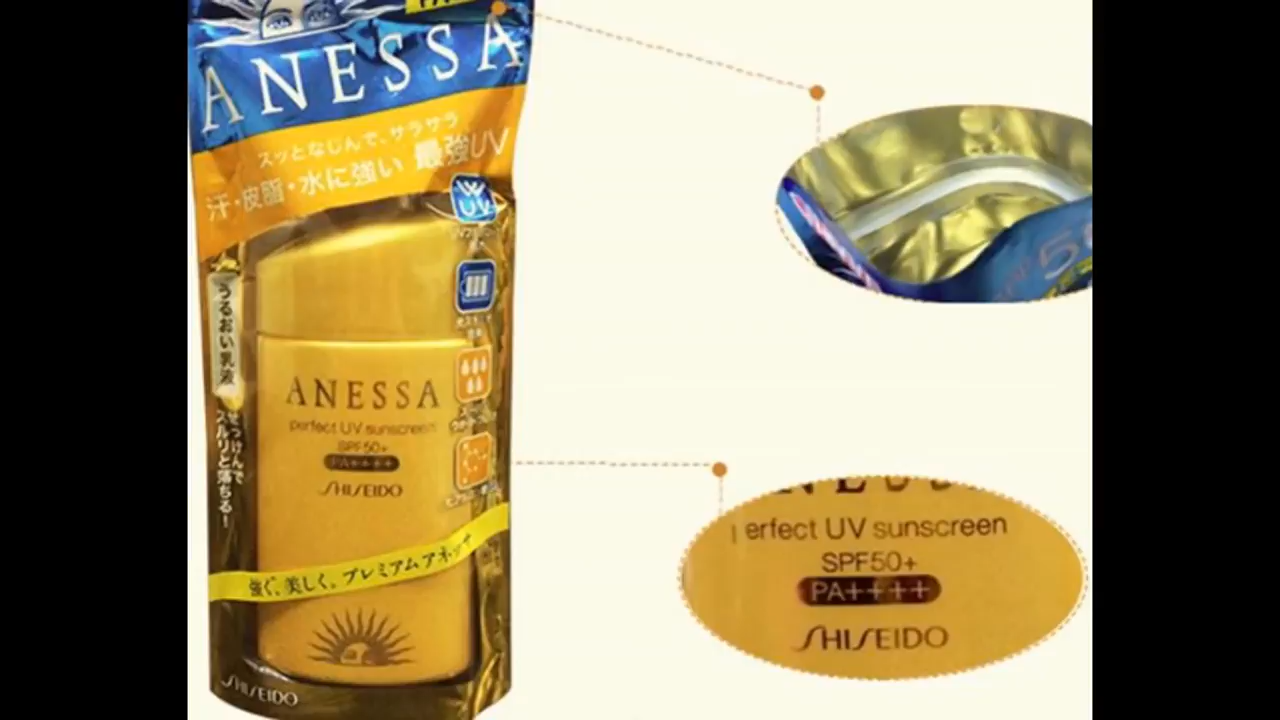 ANESSA
スッとなじんで、サラサラ
汗・皮脂・水に強い 最強UV
UV
うるおい乳液
せっけんで
スルリと落ちる!
ANESSA
perfect UV sunscreen
SPF50+
PA++++
SHISEIDO
強く、美しく。プレミアムアネッサ
SHISEIDO
erfect UV sunscreen
SPF50+
PA++++
SHISEIDO